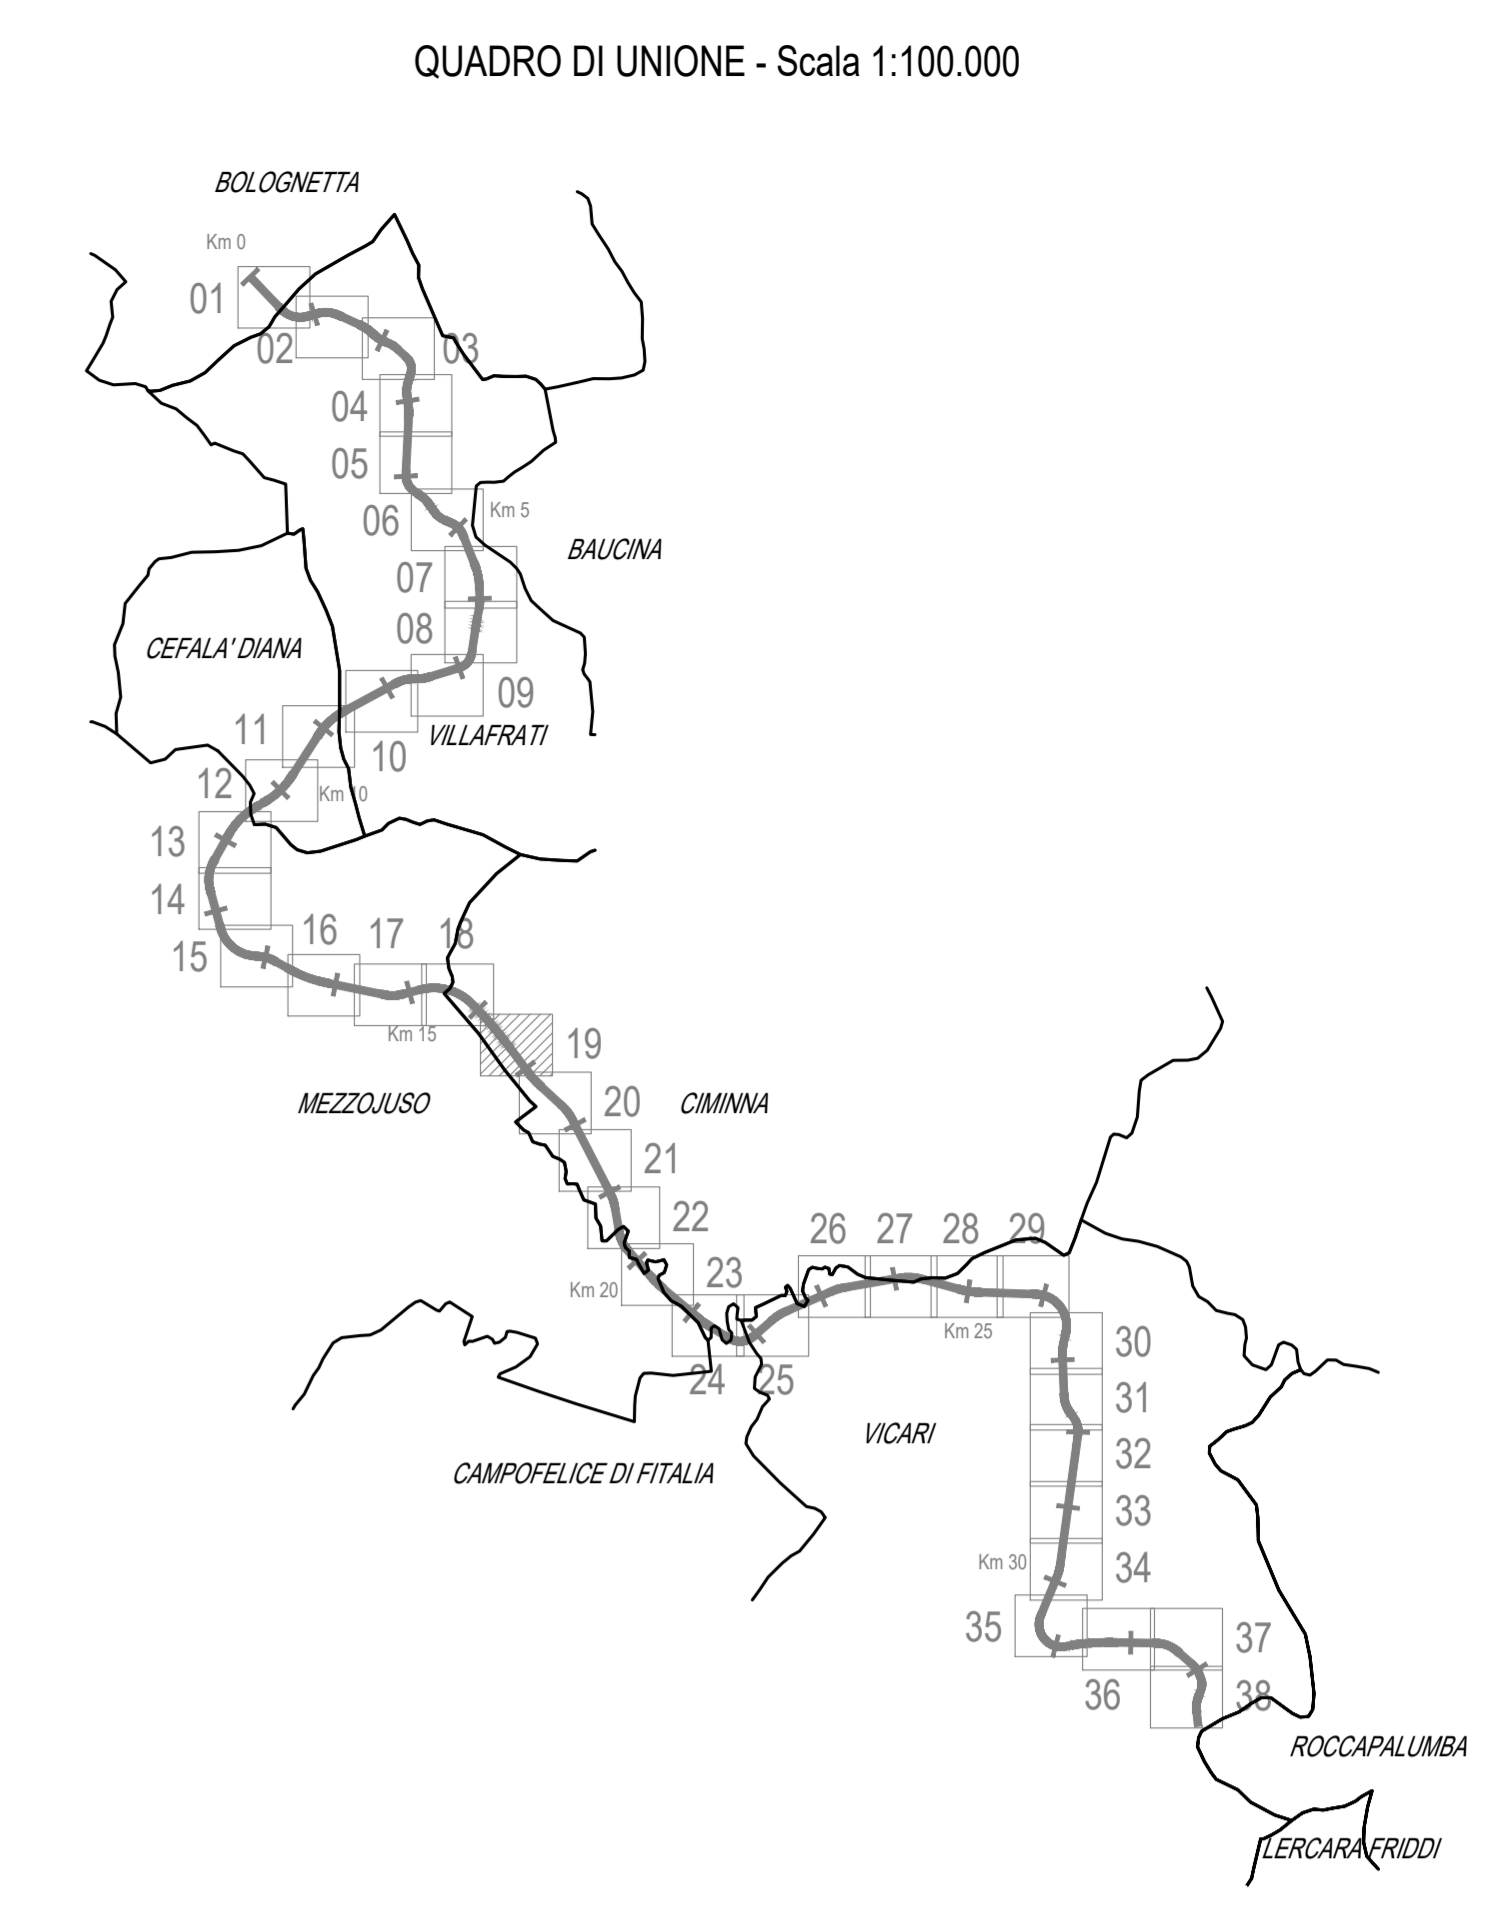 QUADRO DI UNIONE - Scala 1:100.000
BOLOGNETTA
Km 0
01
02
03
04
05
06
Km 5
BAUCINA
07
08
CEFALA' DIANA
09
11
VILLAFRATI
10
12
Km 10
13
14
16
17
18
15
Km 15
19
MEZZOJUSO
CIMINNA
20
21
22
26
27
28
29
23
Km 20
Km 25
30
24
25
31
VICARI
32
CAMPOFELICE DI FITALIA
33
Km 30
34
35
37
36
38
ROCCAPALUMBA
LERCARA FRIDDI